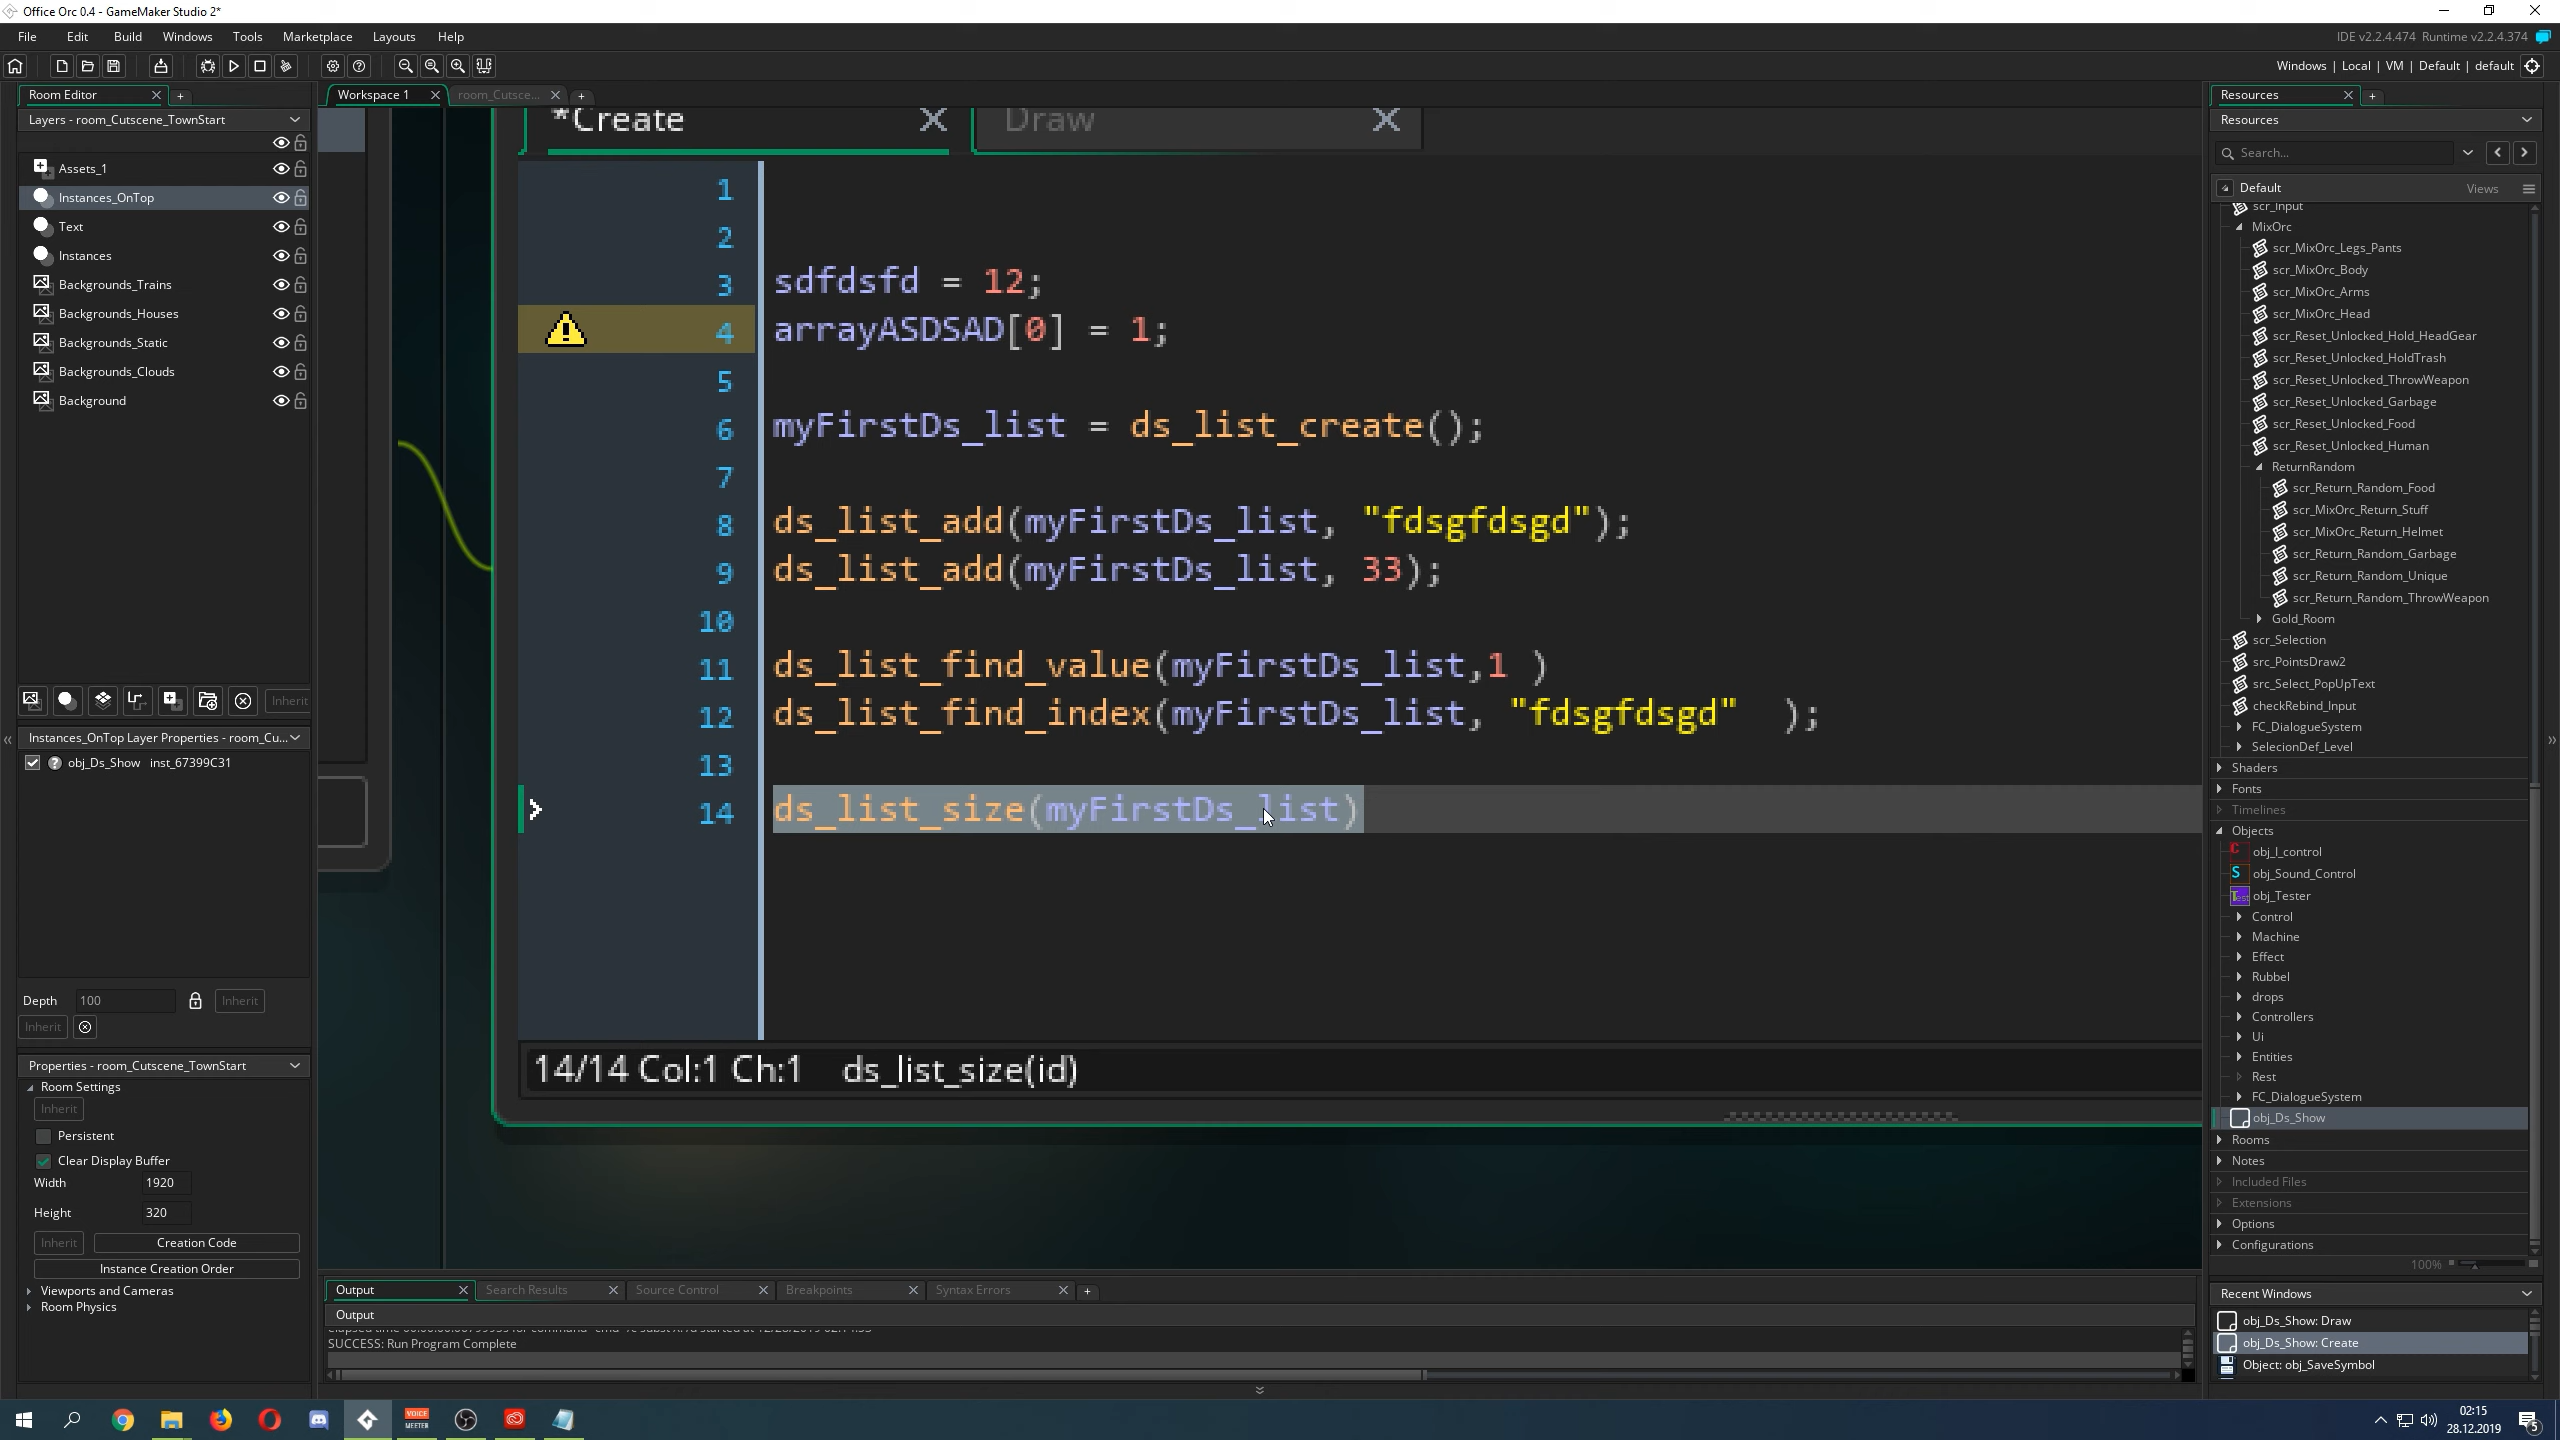 Office Orc 0.4 - GameMaker Studio 2*
File Edit Build Windows Tools Marketplace Layouts Help
IDE v2.2.4.474 Runtime v2.2.4.374
Windows | Local | VM | Default | default
Room Editor
Layers - room_Cutscene_TownStart
Assets_1
Instances_OnTop
Text
Instances
Backgrounds_Trains
Backgrounds_Houses
Backgrounds_Static
Backgrounds_Clouds
Background
Inherit
Instances_OnTop Layer Properties - room_Cu...
obj_Ds_Show inst_67399C31
Depth 100 Inherit
Inherit
Properties - room_Cutscene_TownStart
Room Settings
Inherit
Persistent
Clear Display Buffer
Width 1920
Height 320
Inherit Creation Code
Instance Creation Order
Viewports and Cameras
Room Physics
Workspace 1 room_Cutsce...
*Create Draw
1
2
3 sdfdsfd = 12;
4 arrayASDSAD[0] = 1;
5
6 myFirstDs_list = ds_list_create();
7
8 ds_list_add(myFirstDs_list, "fdsgfdsgd");
9 ds_list_add(myFirstDs_list, 33);
10
11 ds_list_find_value(myFirstDs_list,1 )
12 ds_list_find_index(myFirstDs_list, "fdsgfdsgd" );
13
14 ds_list_size(myFirstDs_list)
14/14 Col:1 Ch:1 ds_list_size(id)
Output Search Results Source Control Breakpoints Syntax Errors
Output
SUCCESS: Run Program Complete
Resources
Resources
Search...
Default Views
scr_Input
MixOrc
scr_MixOrc_Legs_Pants
scr_MixOrc_Body
scr_MixOrc_Arms
scr_MixOrc_Head
scr_Reset_Unlocked_Hold_HeadGear
scr_Reset_Unlocked_HoldTrash
scr_Reset_Unlocked_ThrowWeapon
scr_Reset_Unlocked_Garbage
scr_Reset_Unlocked_Food
scr_Reset_Unlocked_Human
ReturnRandom
scr_Return_Random_Food
scr_MixOrc_Return_Stuff
scr_MixOrc_Return_Helmet
scr_Return_Random_Garbage
scr_Return_Random_Unique
scr_Return_Random_ThrowWeapon
Gold_Room
scr_Selection
src_PointsDraw2
src_Select_PopUpText
checkRebind_Input
FC_DialogueSystem
SelecionDef_Level
Shaders
Fonts
Timelines
Objects
obj_I_control
obj_Sound_Control
obj_Tester
Control
Machine
Effect
Rubbel
drops
Controllers
Ui
Entities
Rest
FC_DialogueSystem
obj_Ds_Show
Rooms
Notes
Included Files
Extensions
Options
Configurations
100%
Recent Windows
obj_Ds_Show: Draw
obj_Ds_Show: Create
Object: obj_SaveSymbol
VOICE
MEETER
02:15
28.12.2019
5